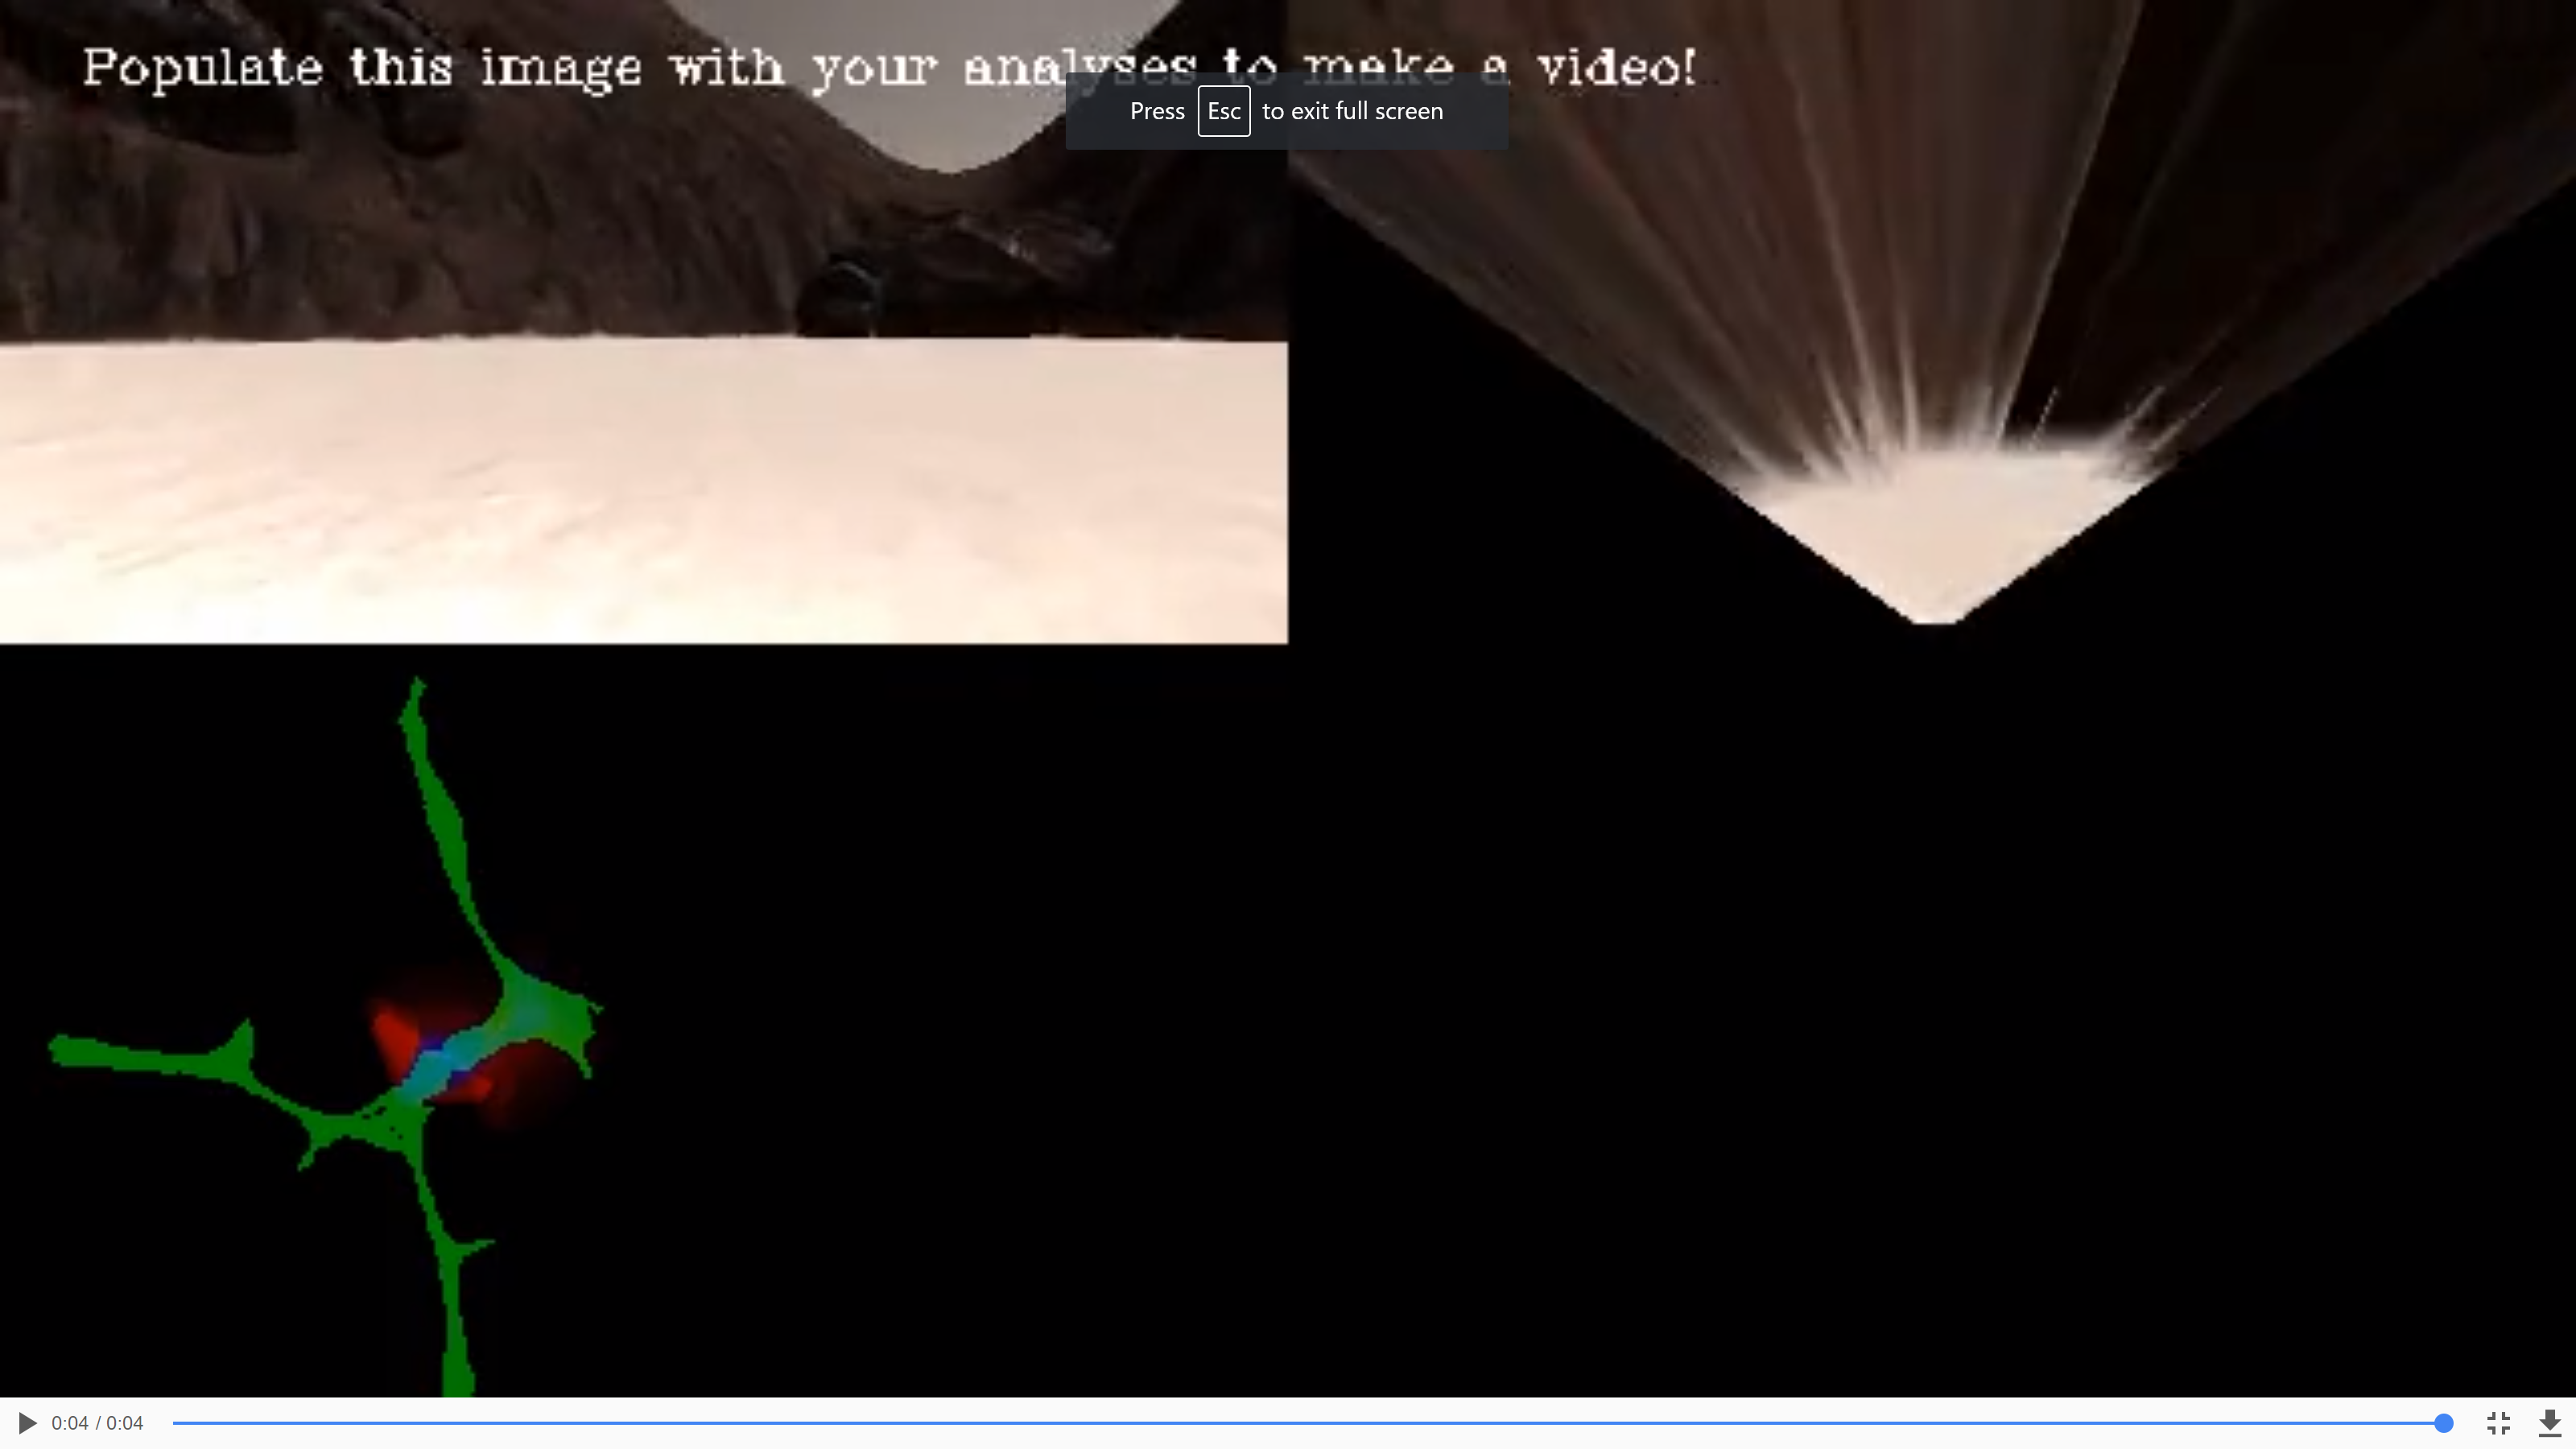 Populate this image with your analyses to make a video!
Press Esc to exit full screen
0:04 / 0:04